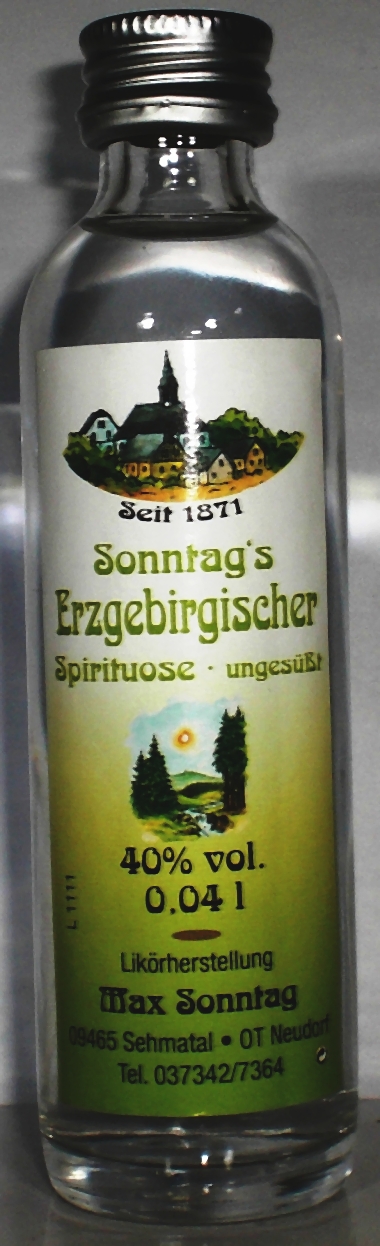 Seit 1871
Sonntag's
Erzgebirgischer
Spirituose · ungesüßt
40% vol.
0.04 l
L 1111
Likörherstellung
Max Sonntag
09465 Sehmatal • OT Neudorf
Tel. 037342/7364